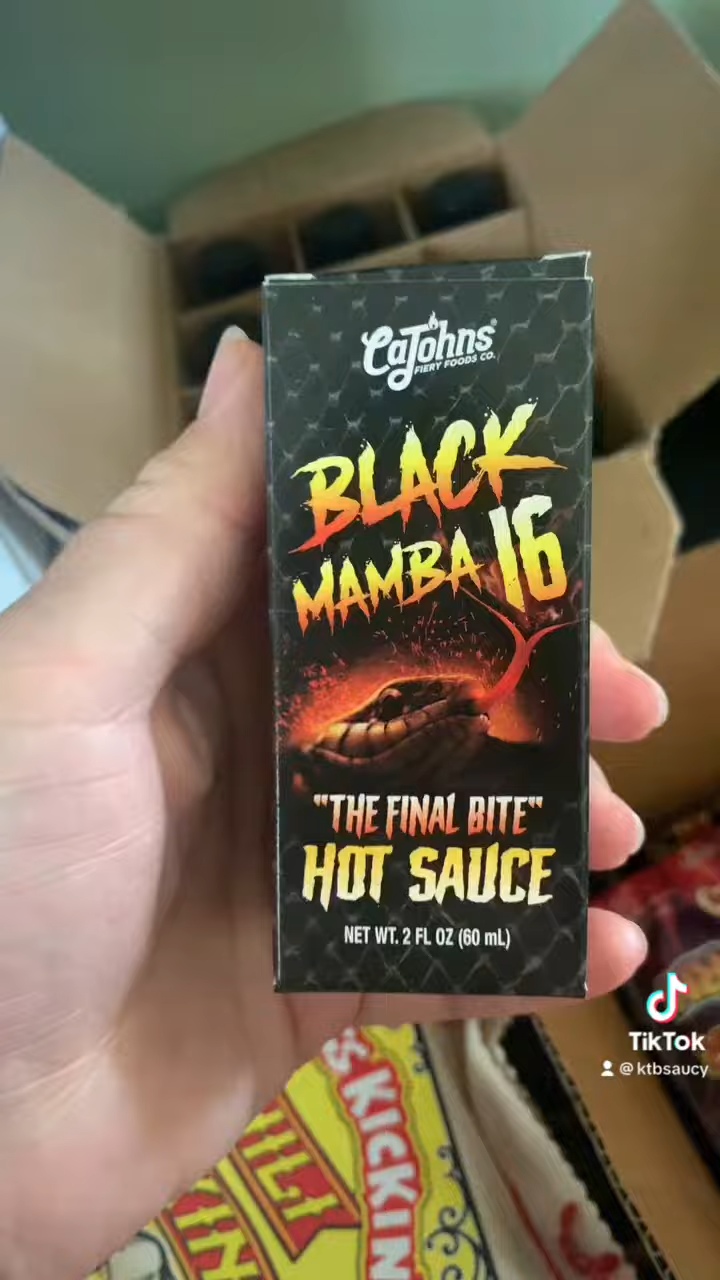 CaJohns®
FIERY FOODS CO.
BLACK
MAMBA 16
"THE FINAL BITE"
HOT SAUCE
NET WT. 2 FL OZ (60 mL)
TikTok
@ktbsaucy
'S KICKIN